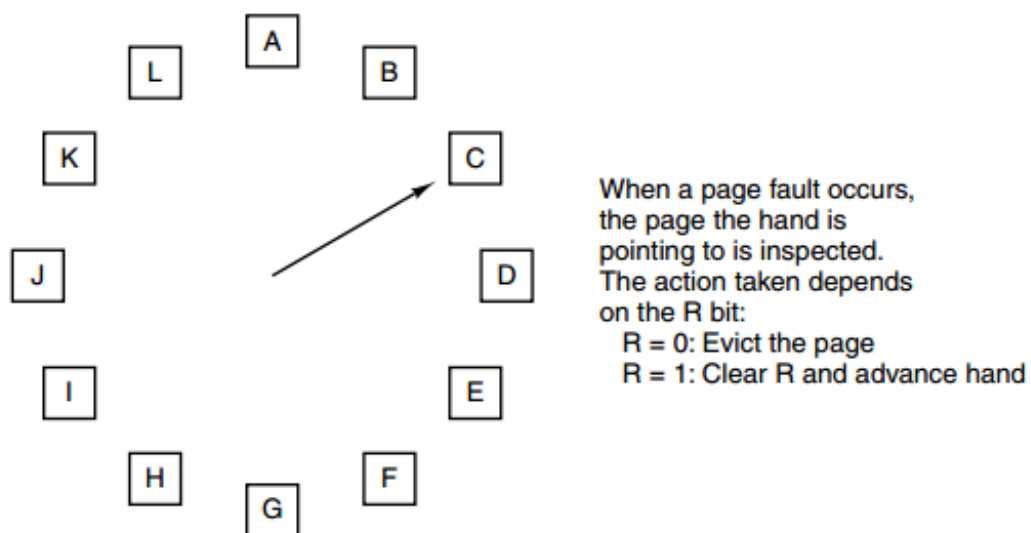 A
B
C
D
E
F
G
H
I
J
K
L
When a page fault occurs,
the page the hand is
pointing to is inspected.
The action taken depends
on the R bit:
R = 0: Evict the page
R = 1: Clear R and advance hand